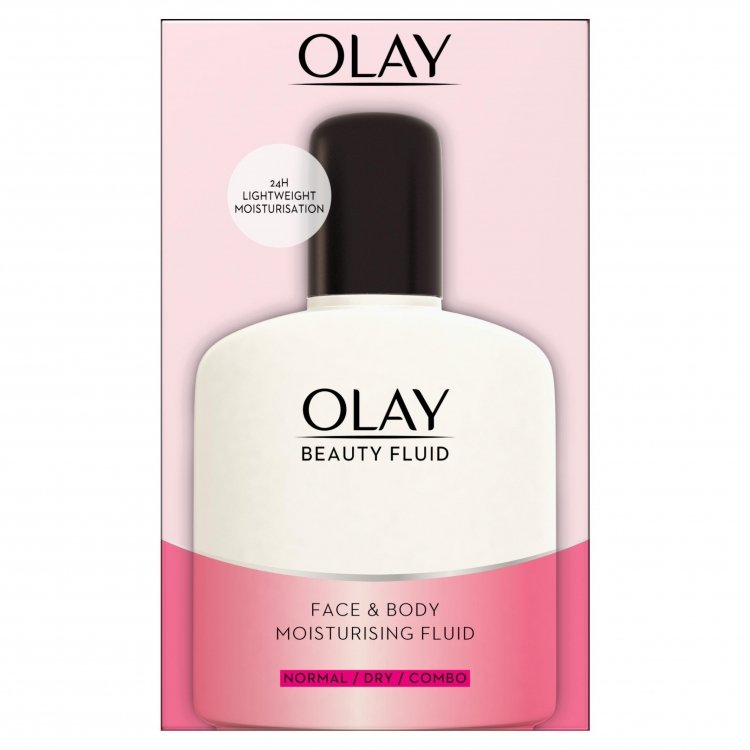 OLAY
24H
LIGHTWEIGHT
MOISTURISATION
OLAY
BEAUTY FLUID
FACE & BODY
MOISTURISING FLUID
NORMAL / DRY / COMBO